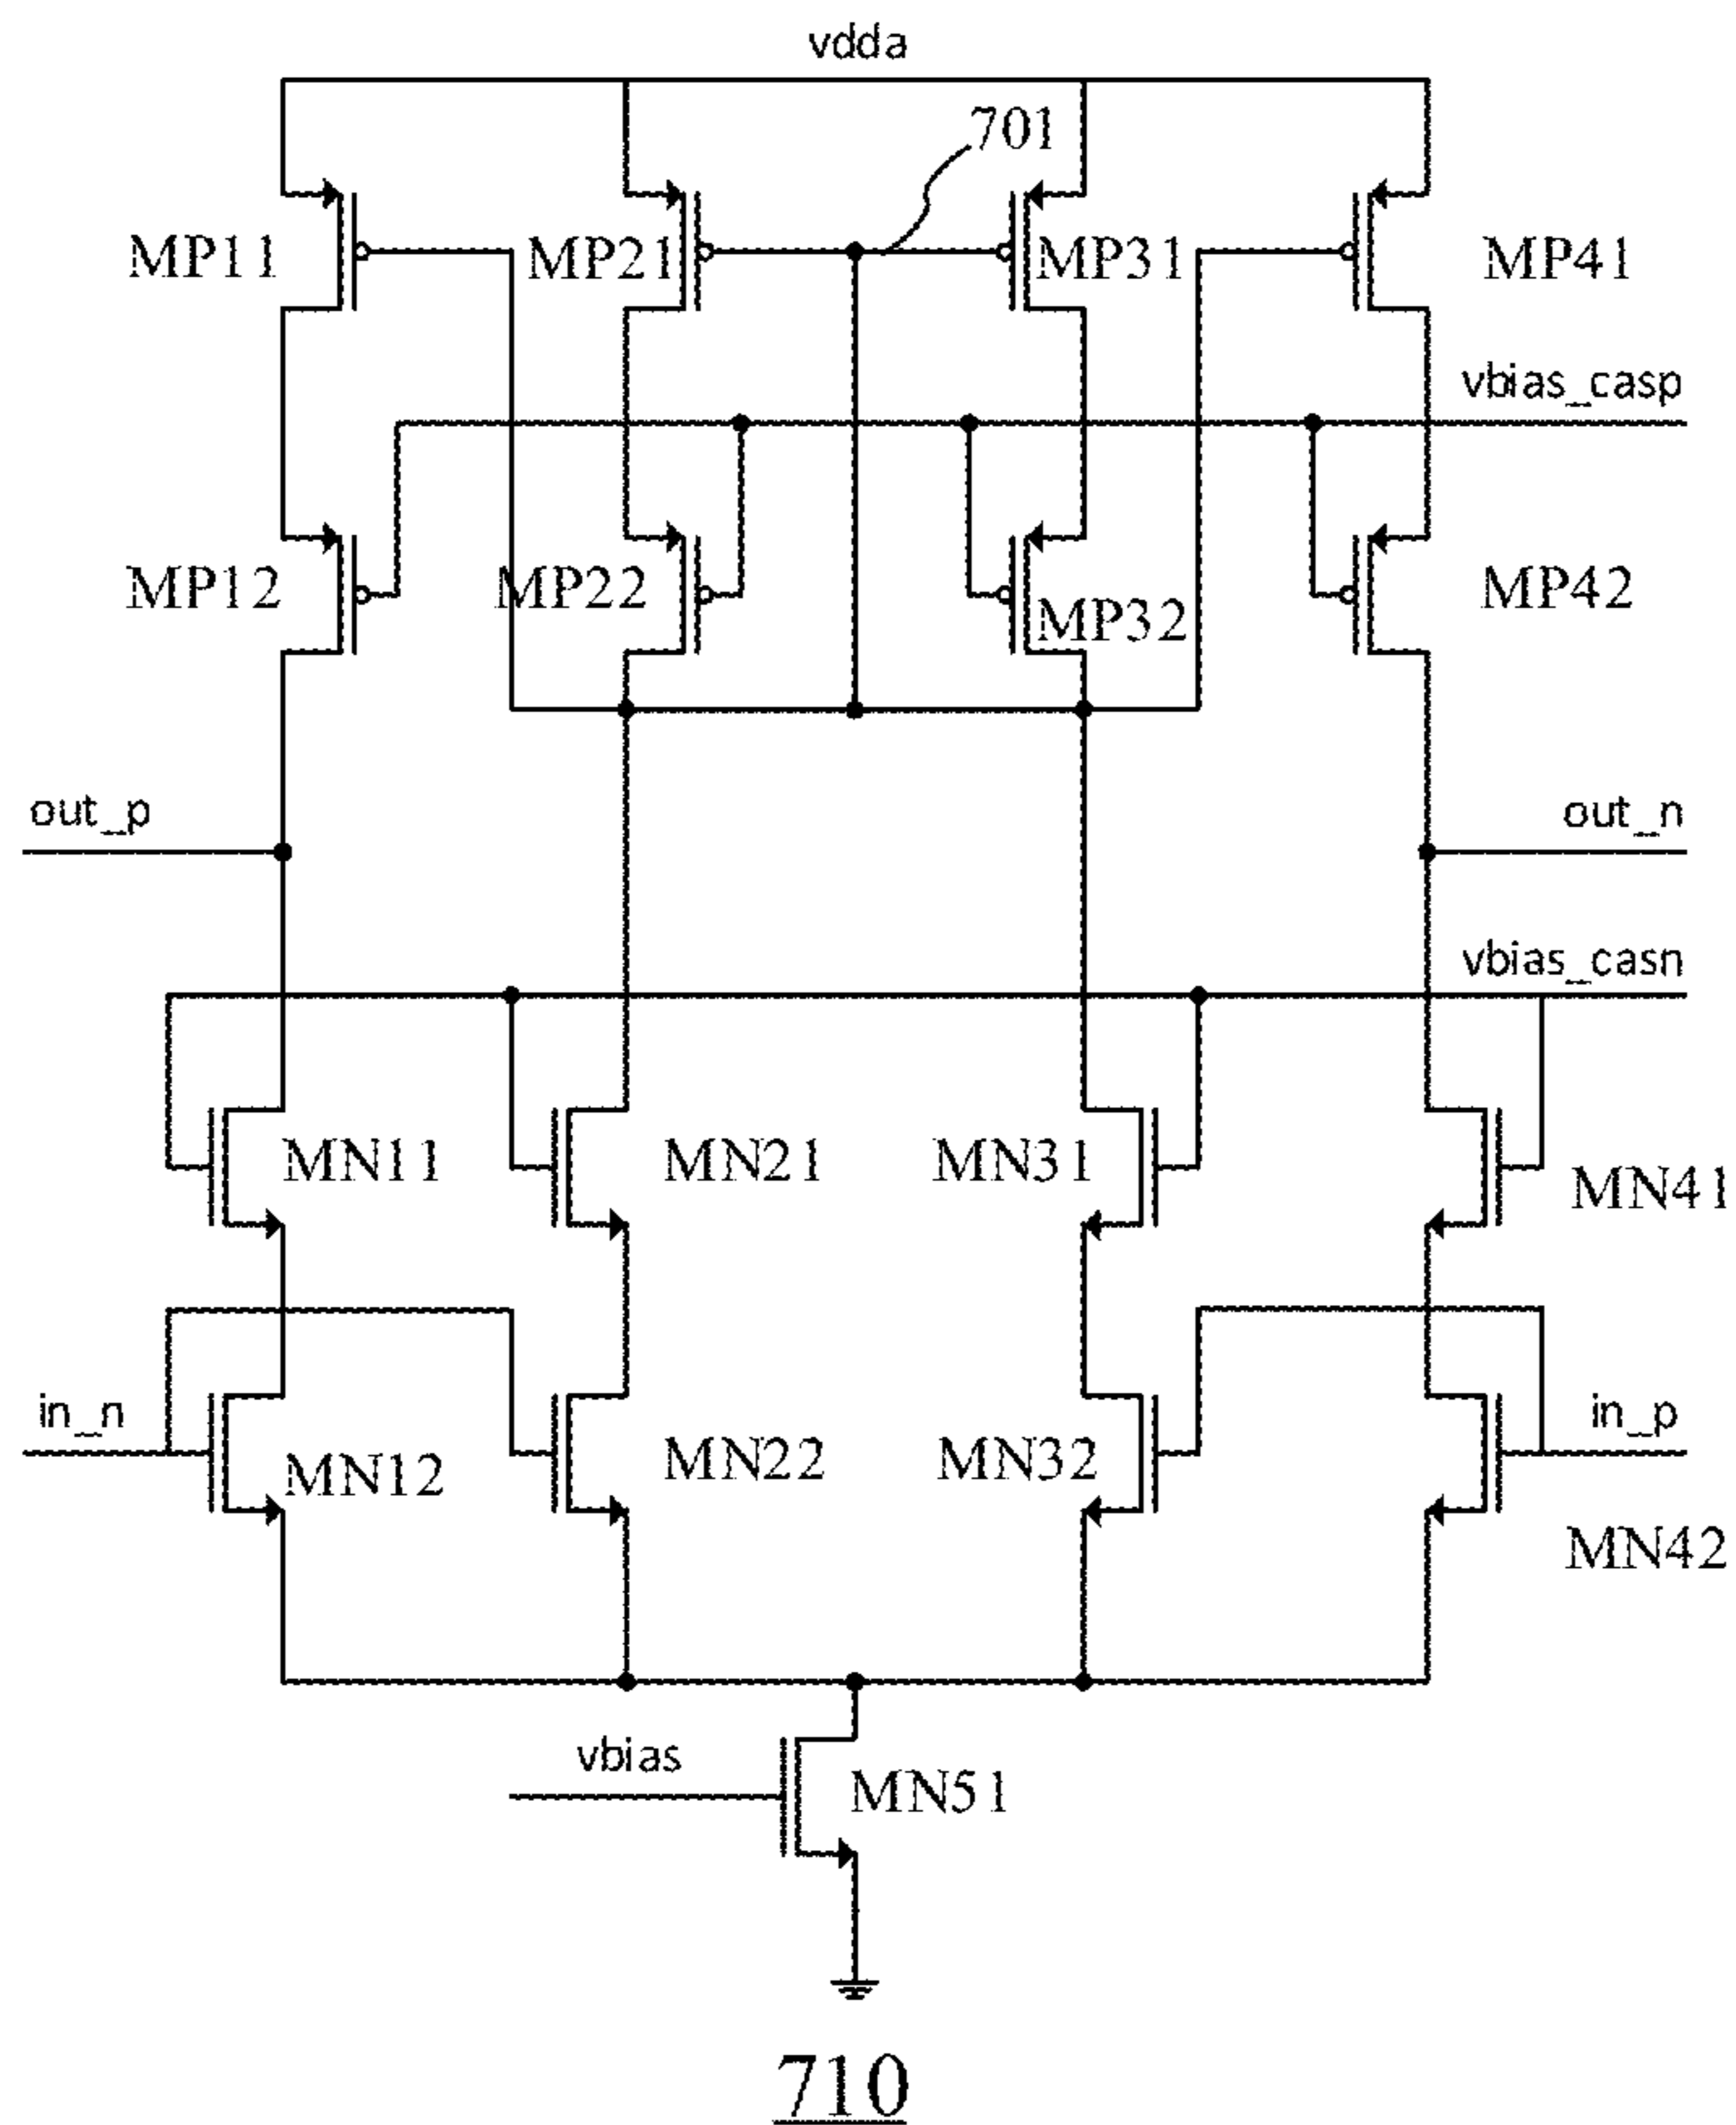 vdda
701
MP11
MP21
MP31
MP41
vbias_casp
MP12
MP22
MP32
MP42
out_p
out_n
vbias_casn
MN11
MN21
MN31
MN41
in_n
in_p
MN12
MN22
MN32
MN42
vbias
MN51
710